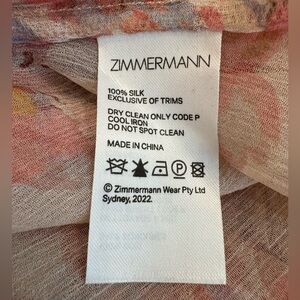 ZIMMERMANN
100% SILK
EXCLUSIVE OF TRIMS
DRY CLEAN ONLY CODE P
COOL IRON
DO NOT SPOT CLEAN
MADE IN CHINA
© Zimmermann Wear Pty Ltd
Sydney, 2022.